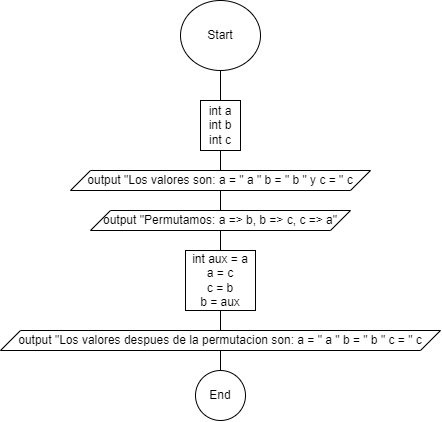 Start
int a
int b
int c
output "Los valores son: a = " a " b = " b " y c = " c
output "Permutamos: a => b, b => c, c => a"
int aux = a
a = c
c = b
b = aux
output "Los valores despues de la permutacion son: a = " a " b = " b " c = " c
End